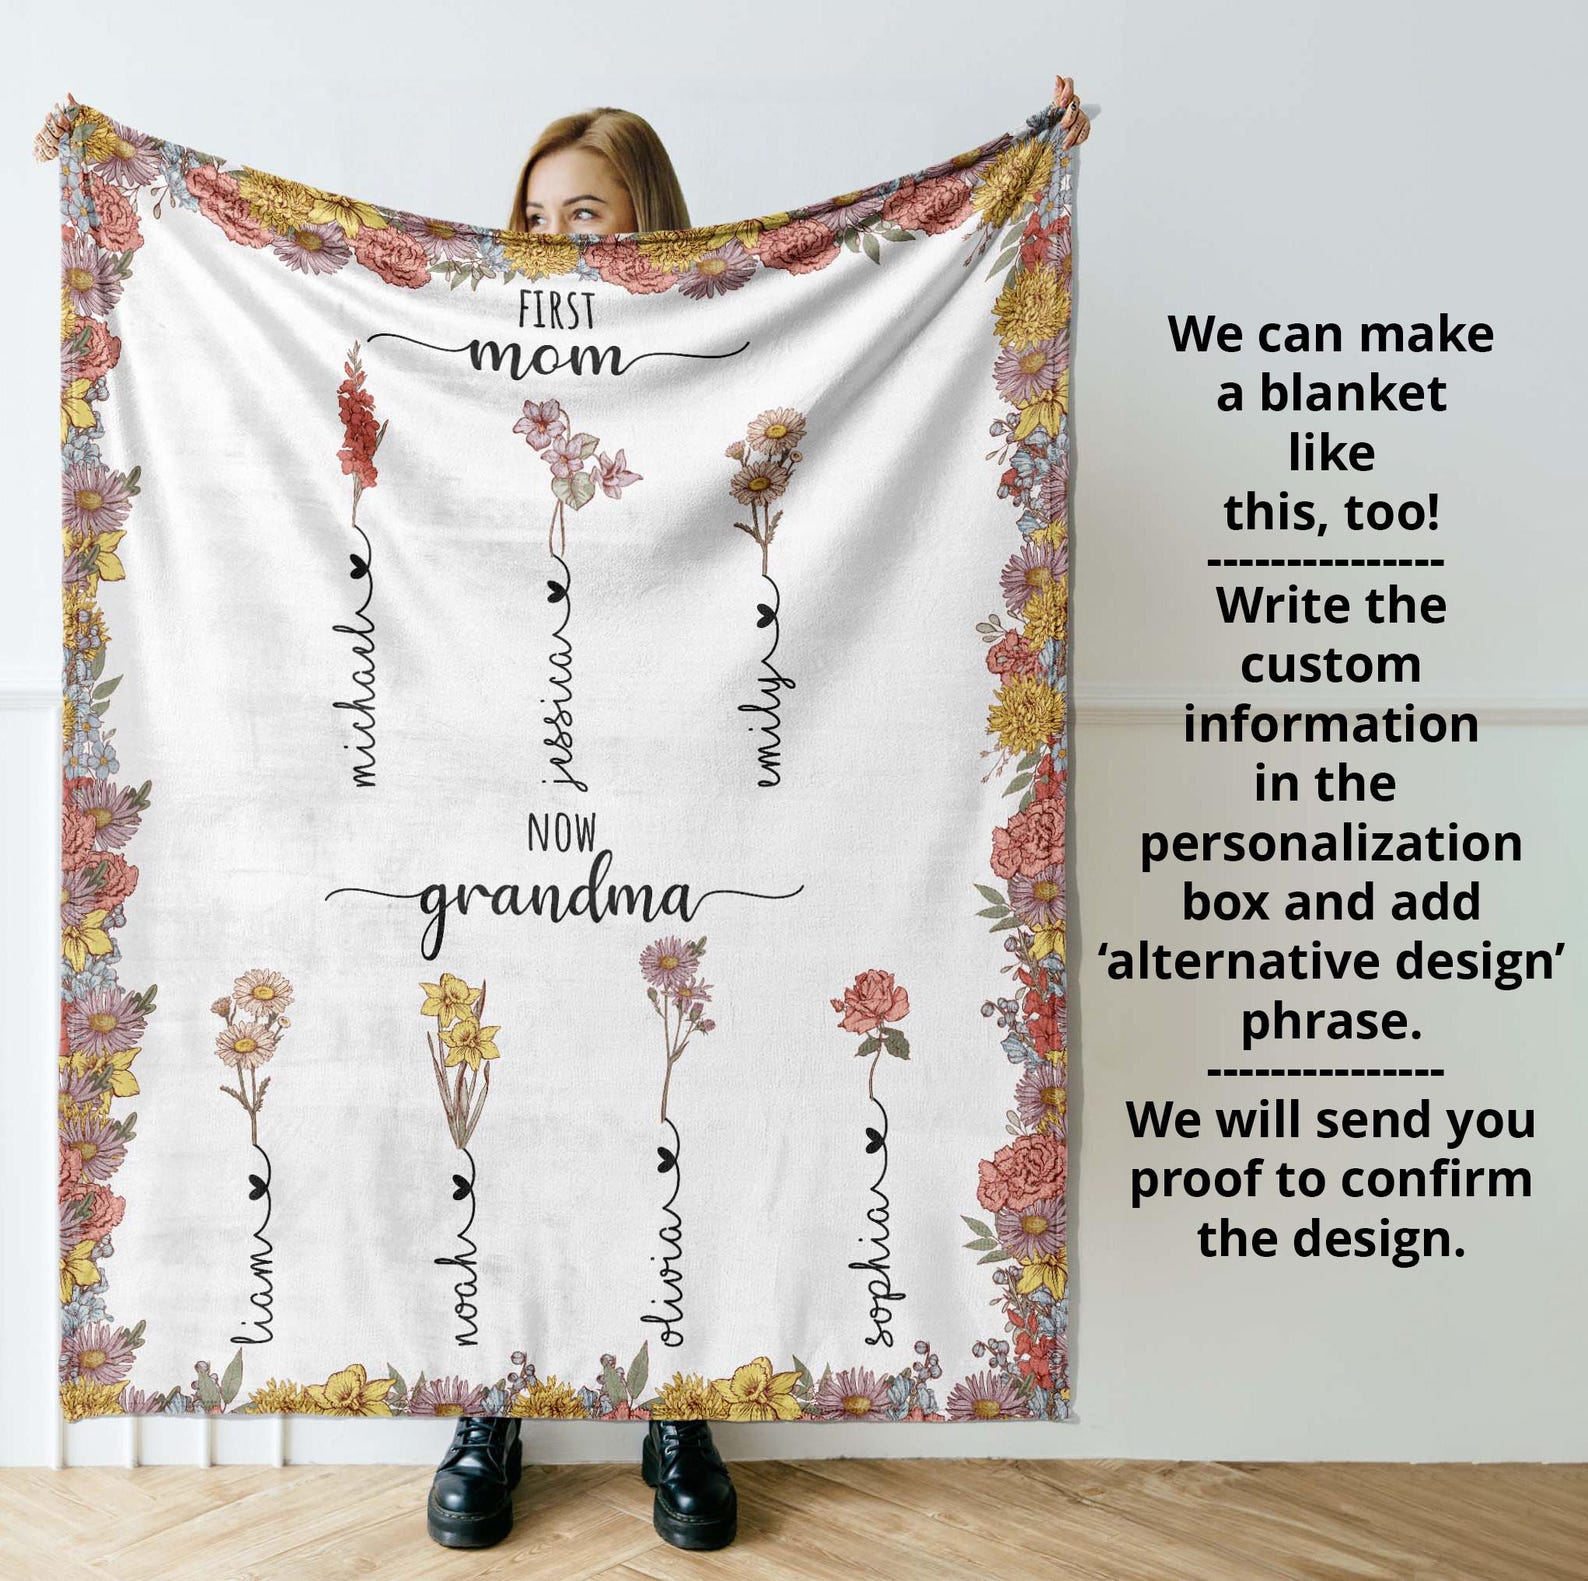 FIRST
mom
michael
jessica
emily
NOW
grandma
liam
noah
olivia
sophia
We can make
a blanket
like
this, too!
---------------
Write the
custom
information
in the
personalization
box and add
‘alternative design’
phrase.
---------------
We will send you
proof to confirm
the design.